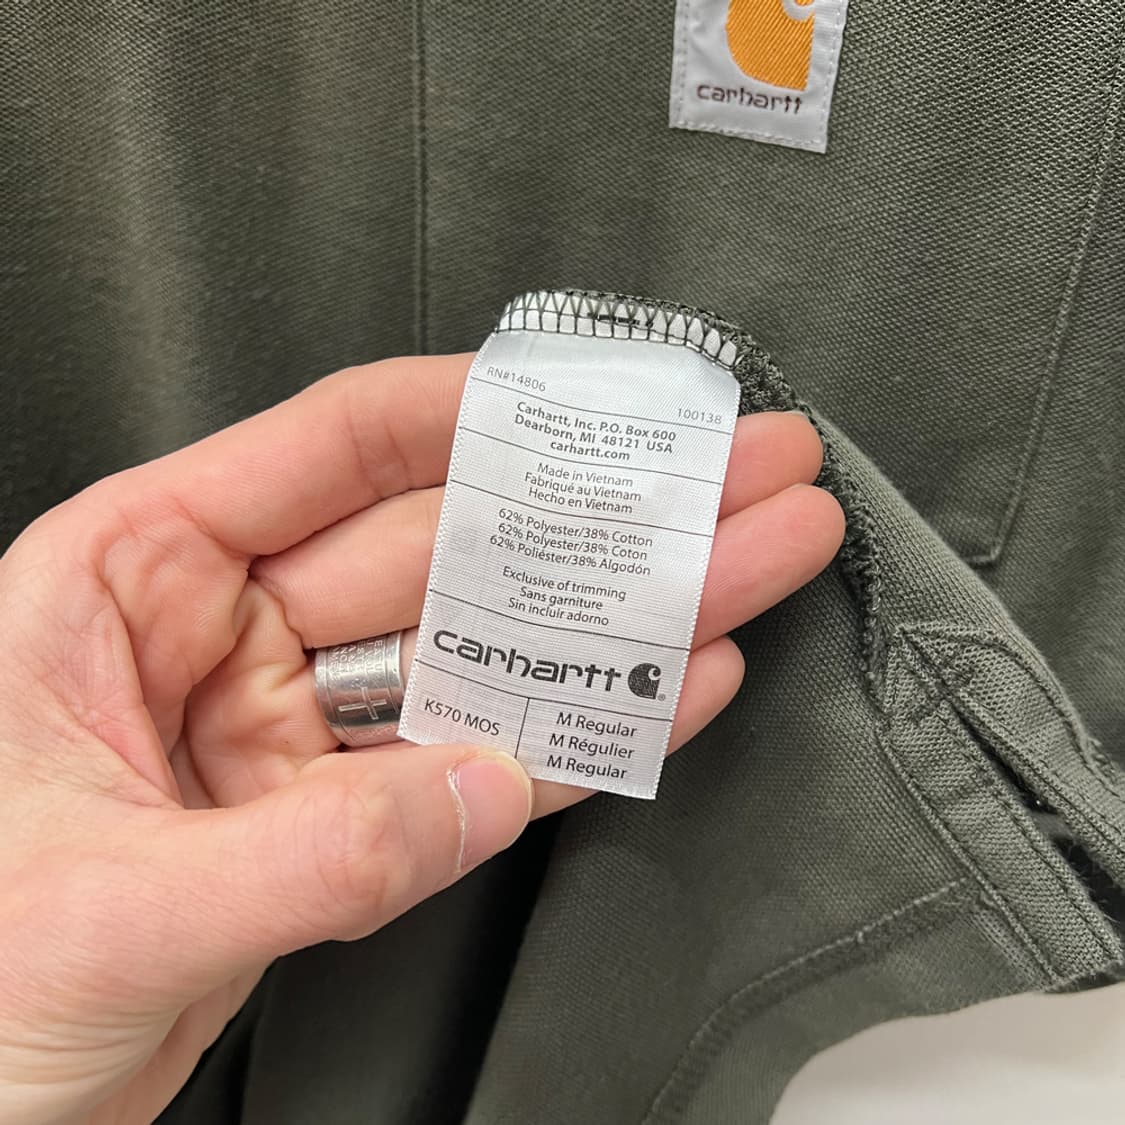 carhartt
RN#14806
100138
Carhartt, Inc. P.O. Box 600
Dearborn, MI 48121 USA
carhartt.com
Made in Vietnam
Fabriqué au Vietnam
Hecho en Vietnam
62% Polyester/38% Cotton
62% Polyester/38% Coton
62% Poliéster/38% Algodón
Exclusive of trimming
Sans garniture
Sin incluir adorno
carhartt
K570 MOS
M Regular
M Régulier
M Regular